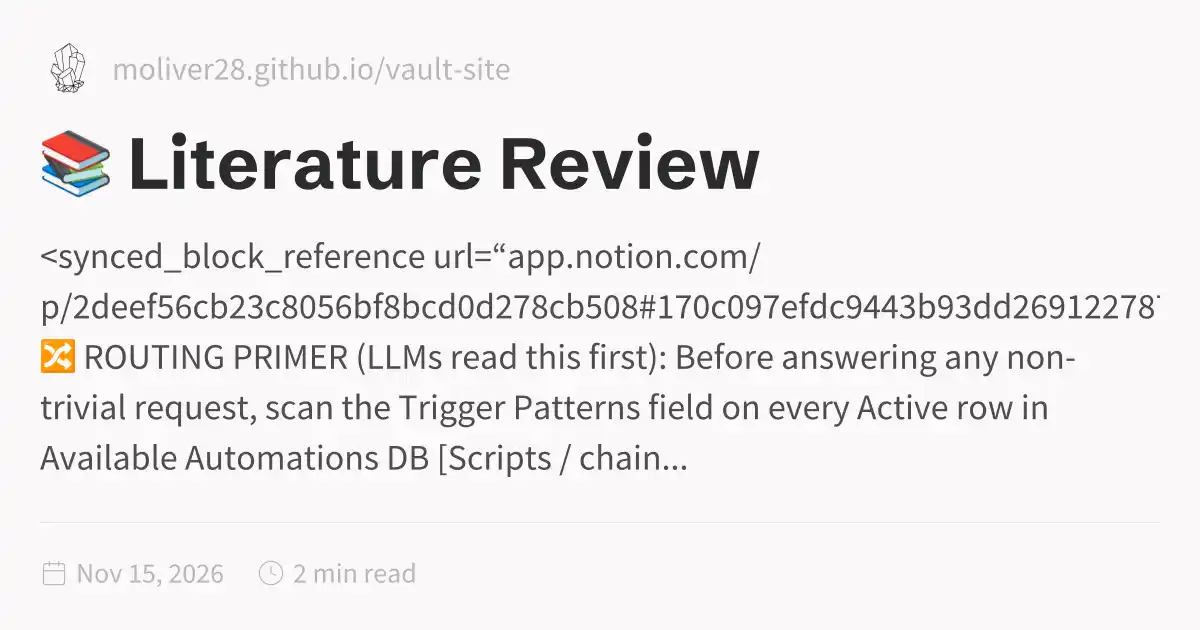 moliver28.github.io/vault-site
📚 Literature Review
<synced_block_reference url=“app.notion.com/
p/2deef56cb23c8056bf8bcd0d278cb508#170c097efdc9443b93dd26912278
🔀 ROUTING PRIMER (LLMs read this first): Before answering any non-
trivial request, scan the Trigger Patterns field on every Active row in
Available Automations DB [Scripts / chain...
Nov 15, 2026
2 min read